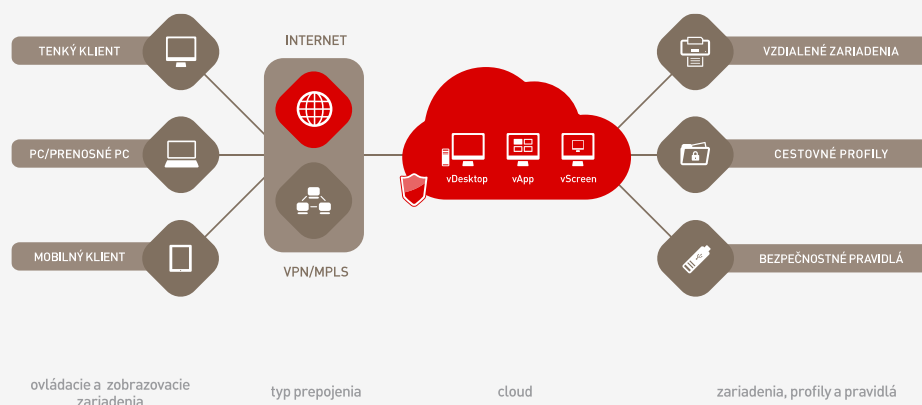 INTERNET
TENKÝ KLIENT
VZDIALENÉ ZARIADENIA
PC/PRENOSNÉ PC
CESTOVNÉ PROFILY
vDesktop
vApp
vScreen
MOBILNÝ KLIENT
BEZPEČNOSTNÉ PRAVIDLÁ
VPN/MPLS
ovládacie a zobrazovacie
zariadenia
typ prepojenia
cloud
zariadenia, profily a pravidlá